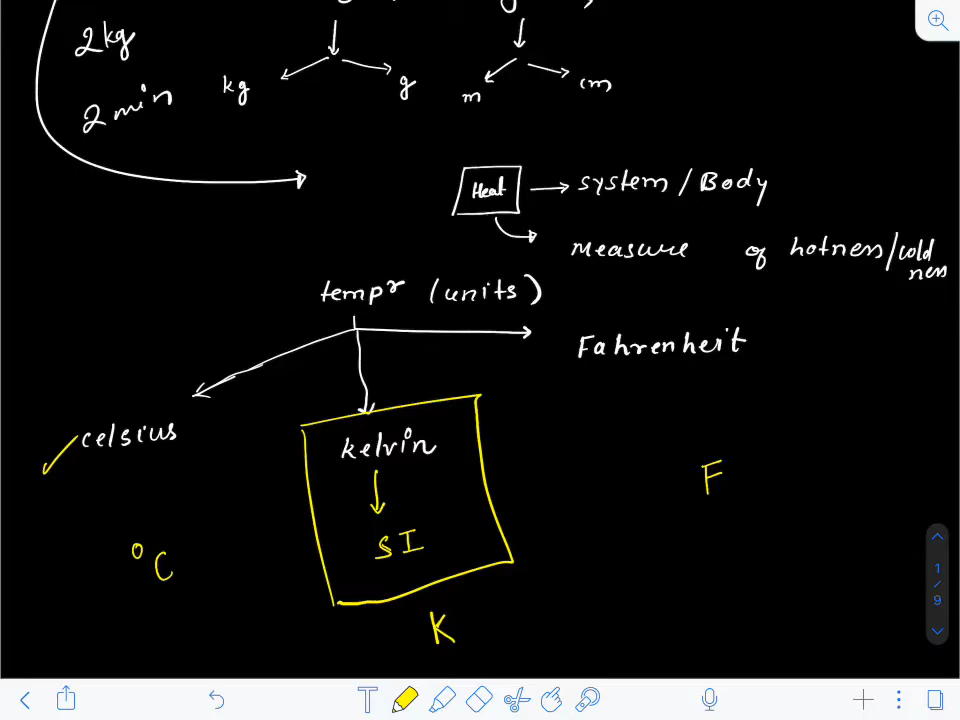 2kg
kg
g
m
cm
2 min
Heat → system / Body
measure of hotness/cold
ness
tempr (units)
Fahrenheit
celsius
kelvin
F
SI
°C
K
1
/
9
T